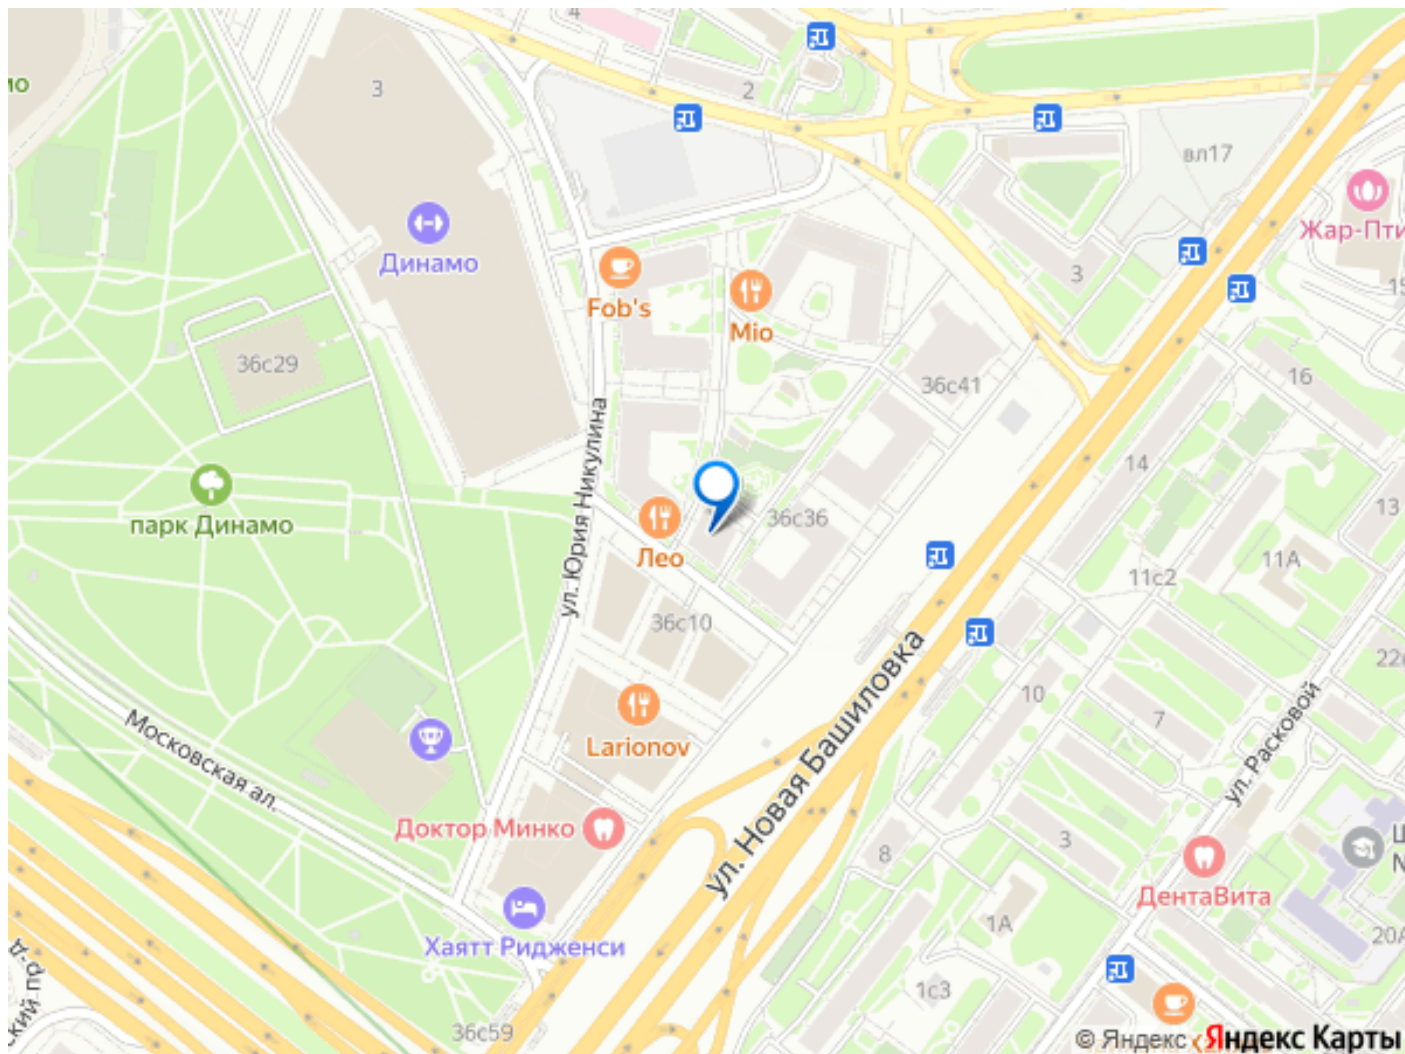 4
3
2
вл17
Жар-Пти
15
Динамо
Fob's
Mio
3
36с29
36с41
16
ул. Юрия Никулина
14
13
парк Динамо
Лео
36с36
11А
11с2
36с10
22
10
7
Московская ал.
Larionov
ул. Новая Башиловка
ул. Расковой
Доктор Минко
3
8
ДентаВита
1А
Хаятт Ридженси
20А
1с3
36с59
© Яндекс Яндекс Карты